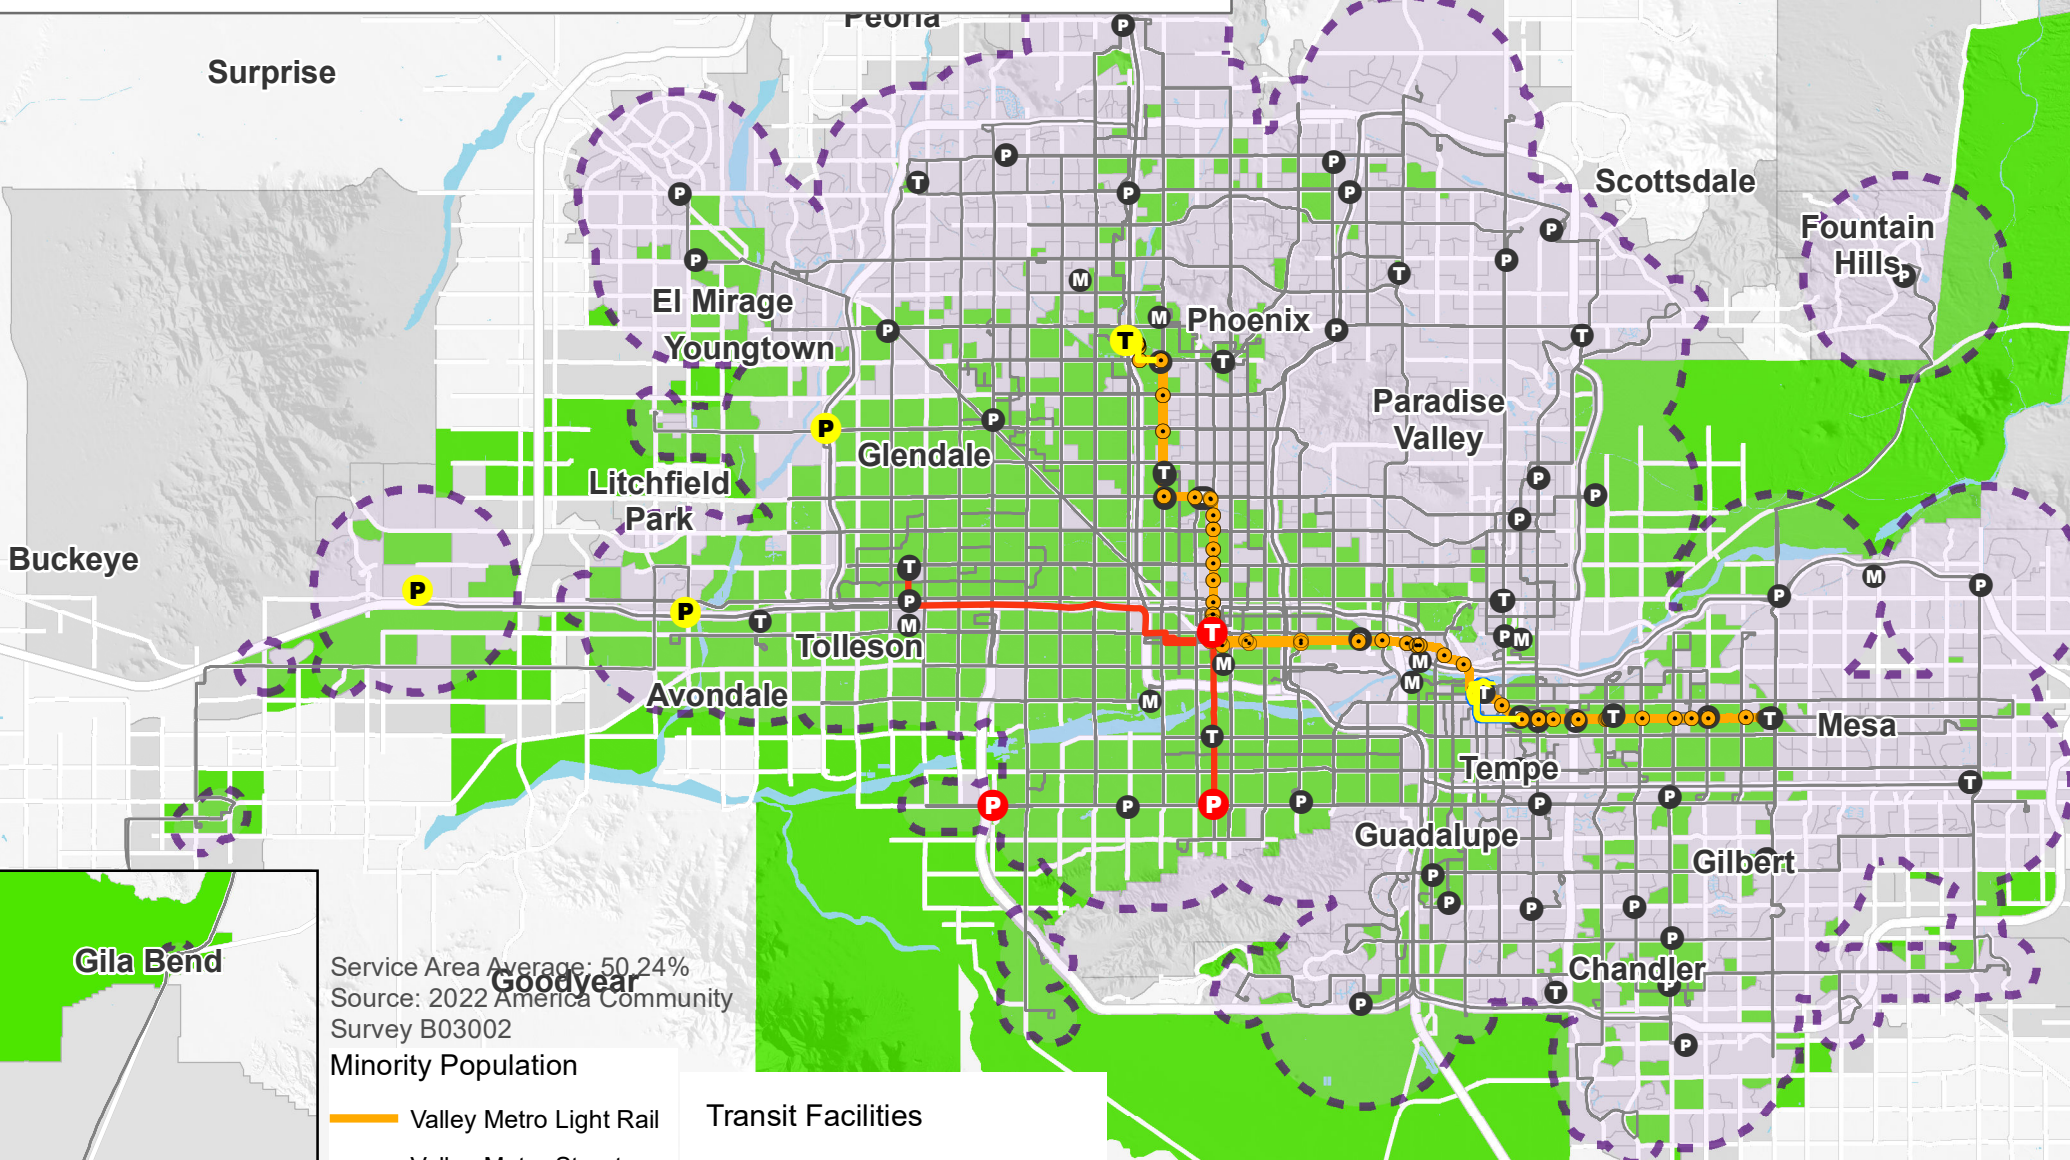 Peoria
Surprise
Scottsdale
Fountain
Hills
El Mirage
Phoenix
Youngtown
Paradise
Valley
Glendale
Litchfield
Park
Buckeye
Tolleson
Avondale
Mesa
Tempe
Guadalupe
Gilbert
Chandler
Gila Bend
Goodyear
Service Area Average: 50.24%
Source: 2022 America Community
Survey B03002
Minority Population
Valley Metro Light Rail
Transit Facilities